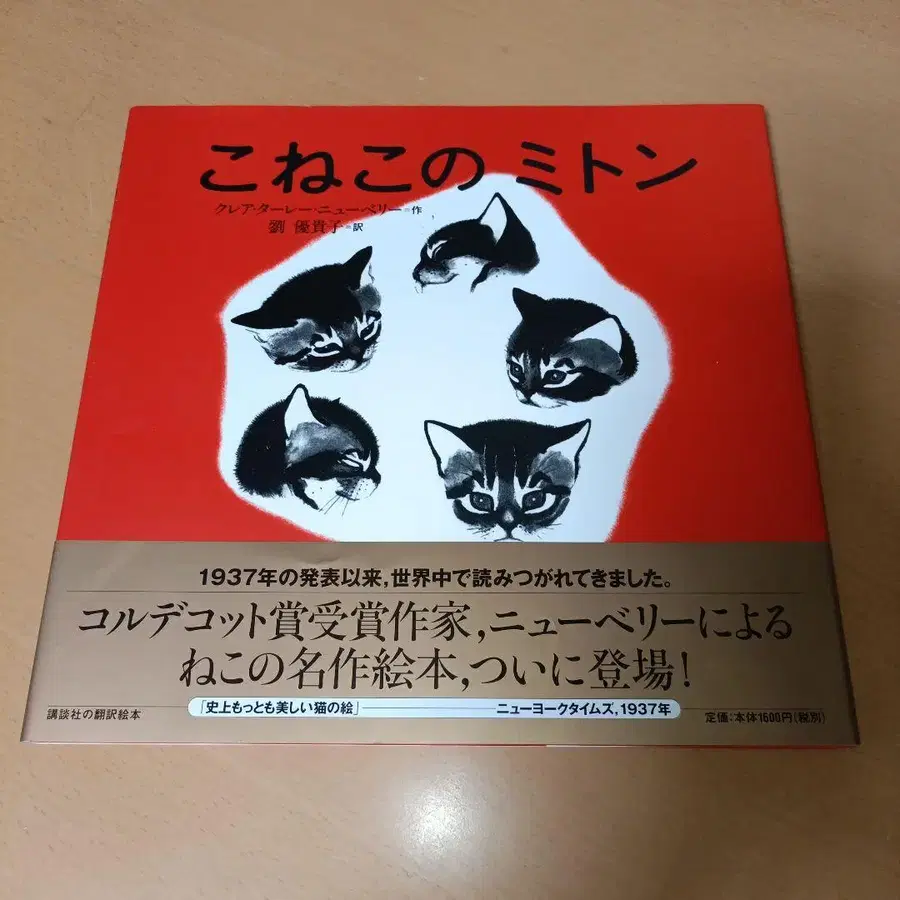 こねこの ミトン
クレア・ターレー・ニューベリー=作
劉 優貴子=訳
1937年の発表以来,世界中で読みつがれてきました。
コルデコット賞受賞作家,ニューベリーによる
ねこの名作絵本,ついに登場!
「史上もっとも美しい猫の絵」 ニューヨークタイムズ,1937年
講談社の翻訳絵本
定価:本体1600円(税別)